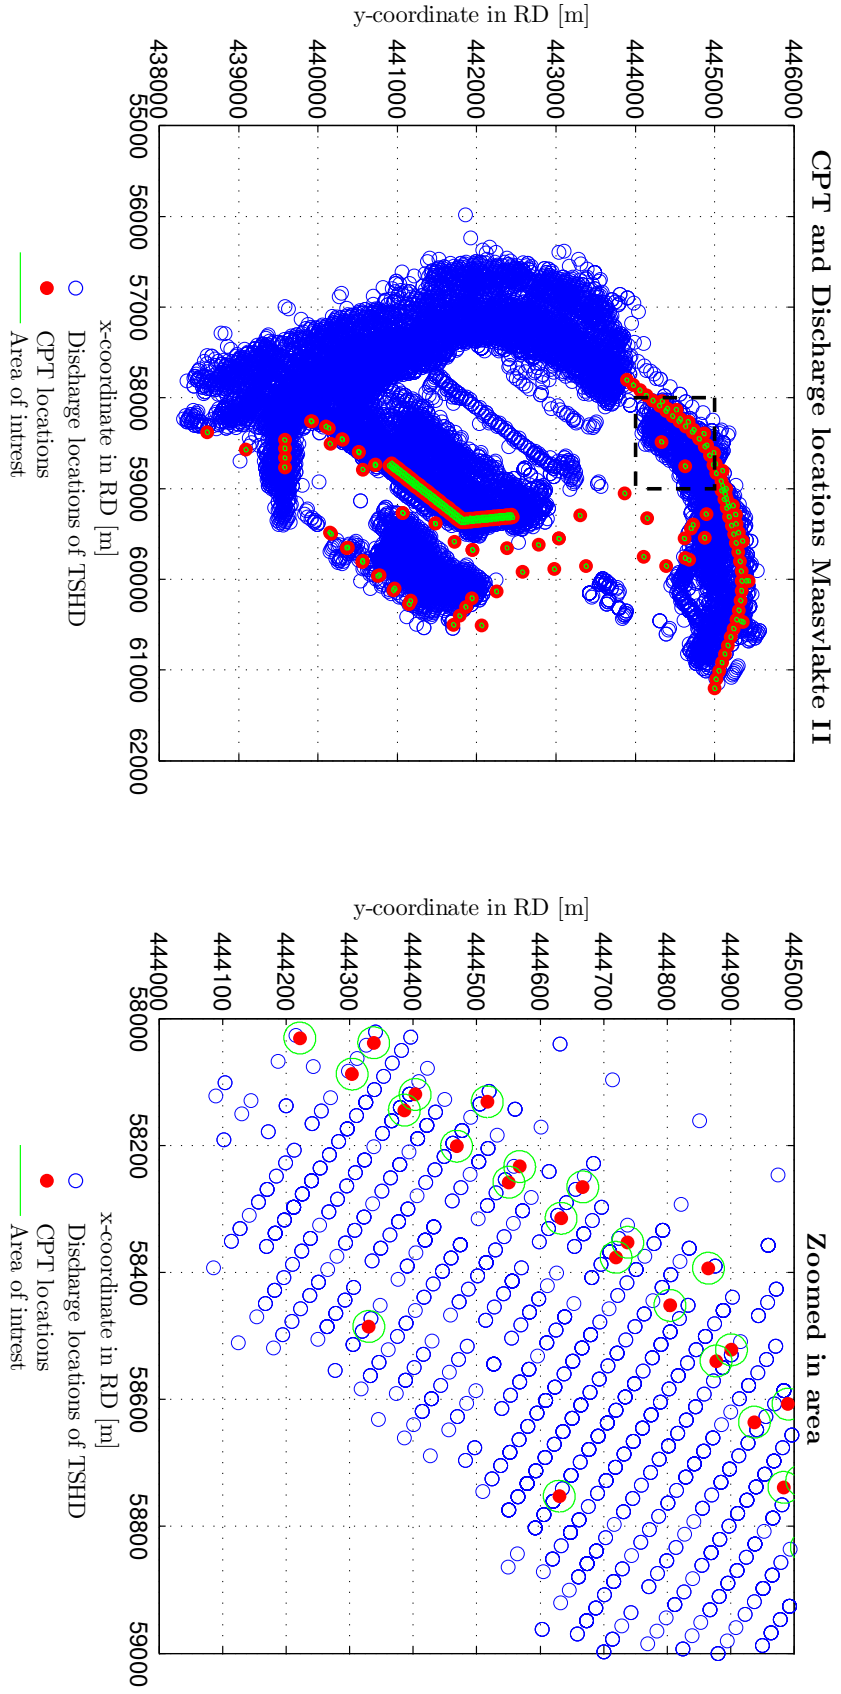 CPT and Discharge locations Maasvlakte II
y-coordinate in RD [m]
446000
445000
444000
443000
442000
441000
440000
439000
438000
55000
56000
57000
58000
59000
60000
61000
62000
x-coordinate in RD [m]
Discharge locations of TSHD
CPT locations
Area of intrest
Zoomed in area
y-coordinate in RD [m]
445000
444900
444800
444700
444600
444500
444400
444300
444200
444100
444000
58000
58200
58400
58600
58800
59000
x-coordinate in RD [m]
Discharge locations of TSHD
CPT locations
Area of intrest